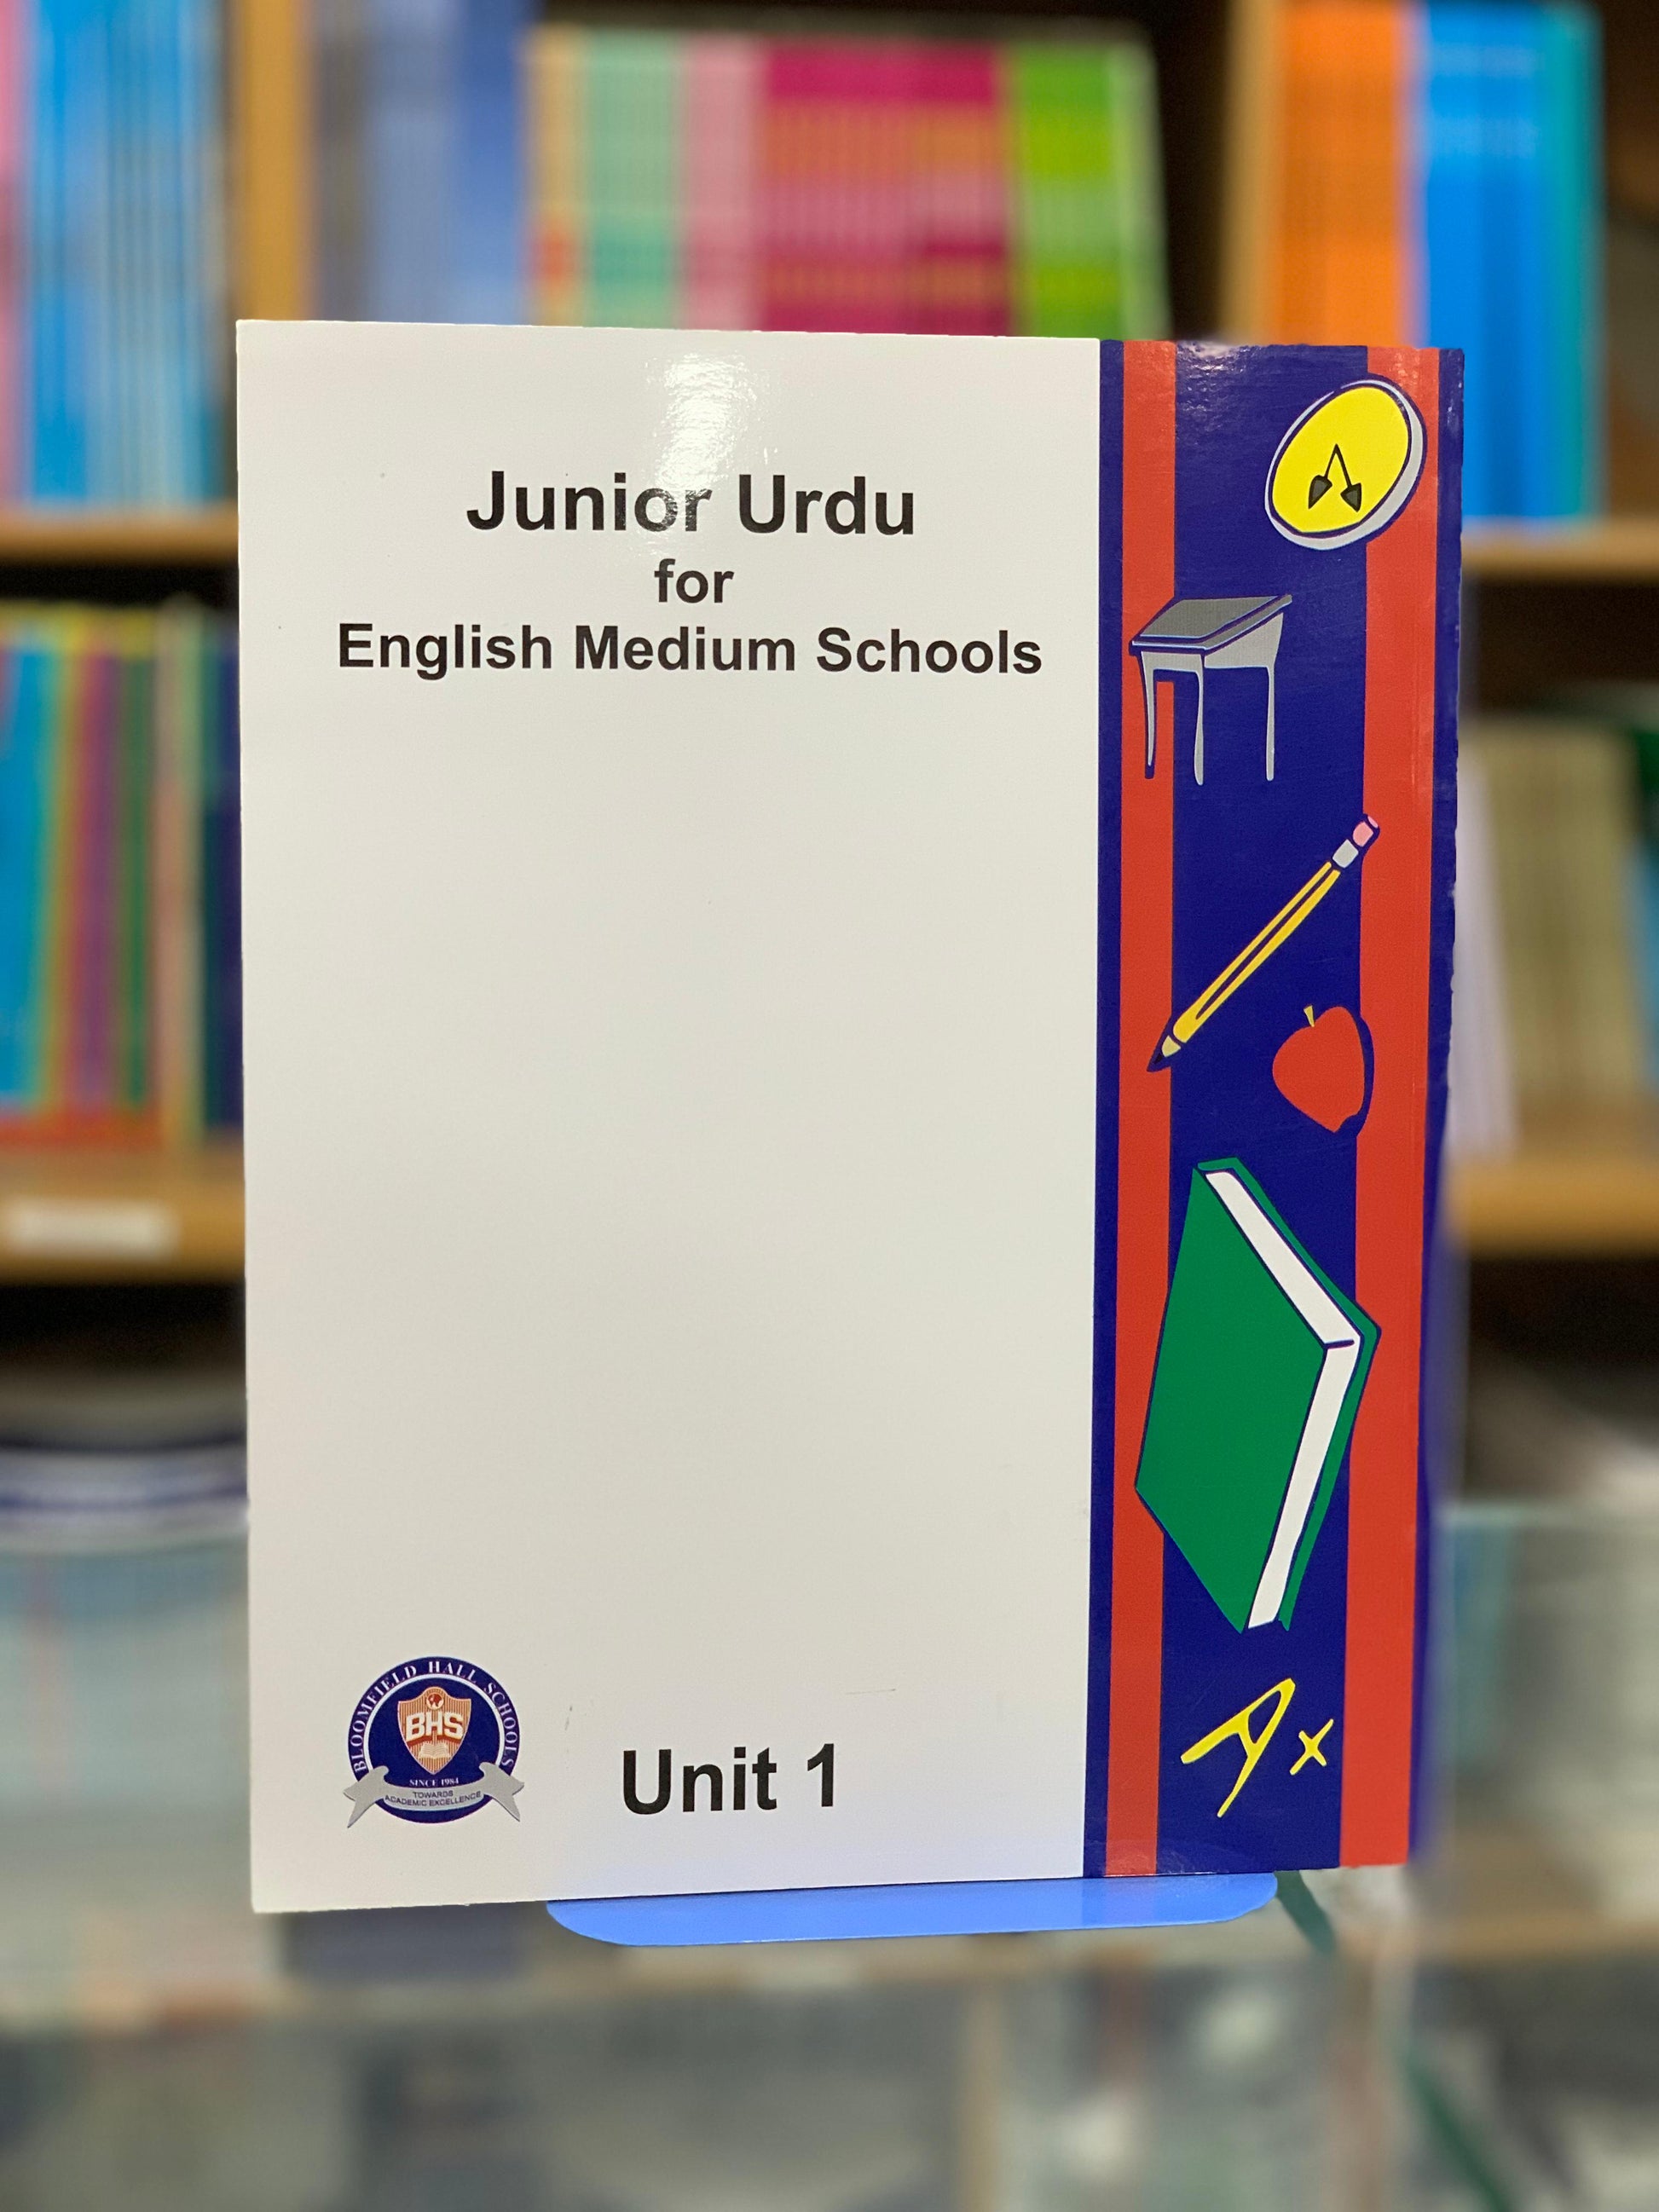 Junior Urdu
for
English Medium Schools
BLOOMFIELD HALL SCHOOLS
BHS
SINCE 1984
TOWARDS
ACADEMIC EXCELLENCE
Unit 1
A+